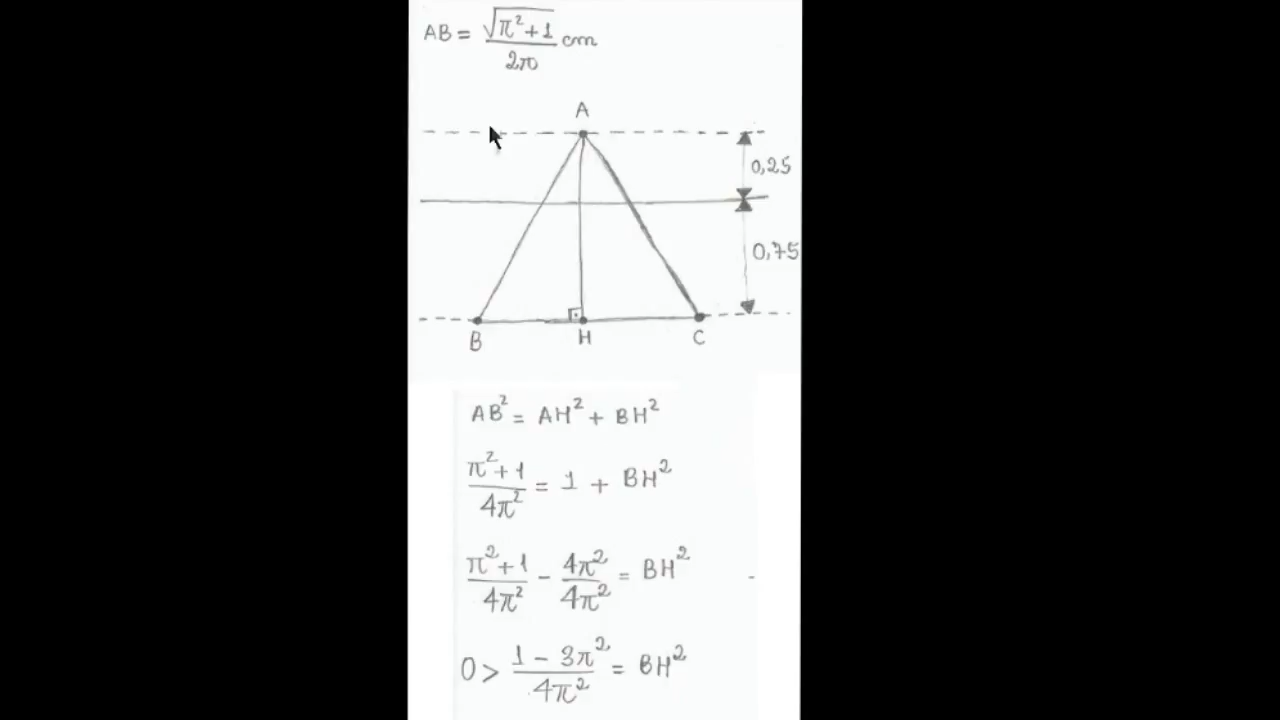 AB = √(π²+1) / 2π cm
A
0,25
0,75
B H C
AB² = AH² + BH²
(π²+1) / 4π² = 1 + BH²
(π²+1) / 4π² - 4π² / 4π² = BH²
0 > (1 - 3π²) / 4π² = BH²